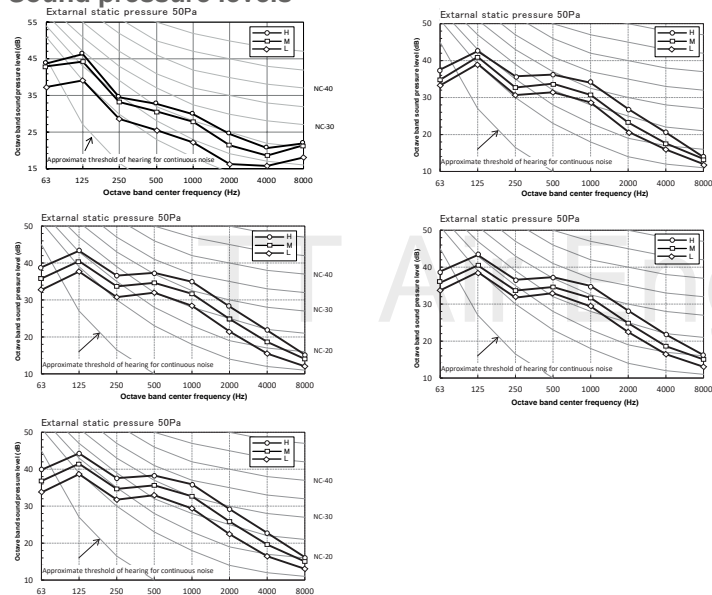 sound pressure levels
Extarnal static pressure 50Pa
Octave band sound pressure level (dB)
55
45
35
25
15
H
M
L
NC-40
NC-30
Approximate threshold of hearing for continuous noise
63 125 250 500 1000 2000 4000 8000
Octave band center frequency (Hz)
Extarnal static pressure 50Pa
Octave band sound pressure level (dB)
50
40
30
20
10
H
M
L
Approximate threshold of hearing for continuous noise
63 125 250 500 1000 2000 4000 8000
Octave band center frequency (Hz)
Extarnal static pressure 50Pa
Octave band sound pressure level (dB)
50
40
30
20
10
H
M
L
NC-40
NC-30
NC-20
Approximate threshold of hearing for continuous noise
63 125 250 500 1000 2000 4000 8000
Octave band center frequency (Hz)
Extarnal static pressure 50Pa
Octave band sound pressure level (dB)
50
40
30
20
10
H
M
L
Approximate threshold of hearing for continuous noise
63 125 250 500 1000 2000 4000 8000
Octave band center frequency (Hz)
Extarnal static pressure 50Pa
Octave band sound pressure level (dB)
50
40
30
20
10
H
M
L
NC-40
NC-30
NC-20
Approximate threshold of hearing for continuous noise
63 125 250 500 1000 2000 4000 8000
TT Air En